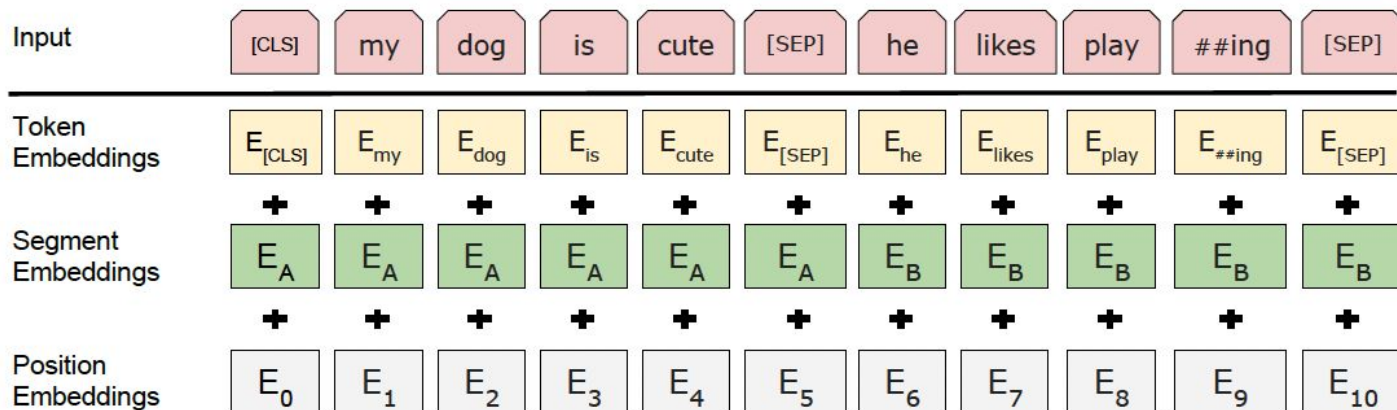 Input [CLS] my dog is cute [SEP] he likes play ##ing [SEP]
Token
Embeddings E[CLS] Emy Edog Eis Ecute E[SEP] Ehe Elikes Eplay E##ing E[SEP]
+ + + + + + + + + + +
Segment
Embeddings EA EA EA EA EA EA EB EB EB EB EB
+ + + + + + + + + + +
Position
Embeddings E0 E1 E2 E3 E4 E5 E6 E7 E8 E9 E10